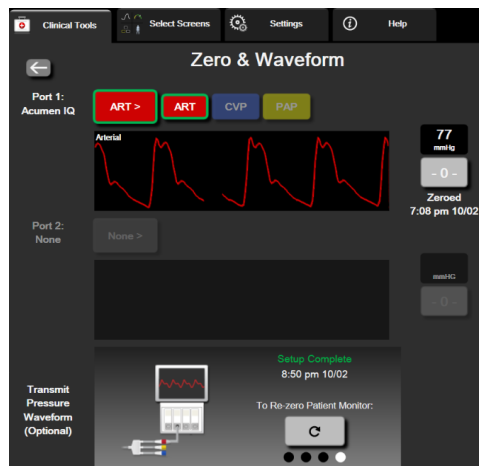 Clinical Tools
Select Screens
Settings
Help
Zero & Waveform
Port 1:
Acumen IQ
ART >
ART
CVP
PAP
Arterial
77
mmHg
- 0 -
Zeroed
7:08 pm 10/02
Port 2:
None
None >
mmHG
- 0 -
Transmit
Pressure
Waveform
(Optional)
Setup Complete
8:50 pm 10/02
To Re-zero Patient Monitor: